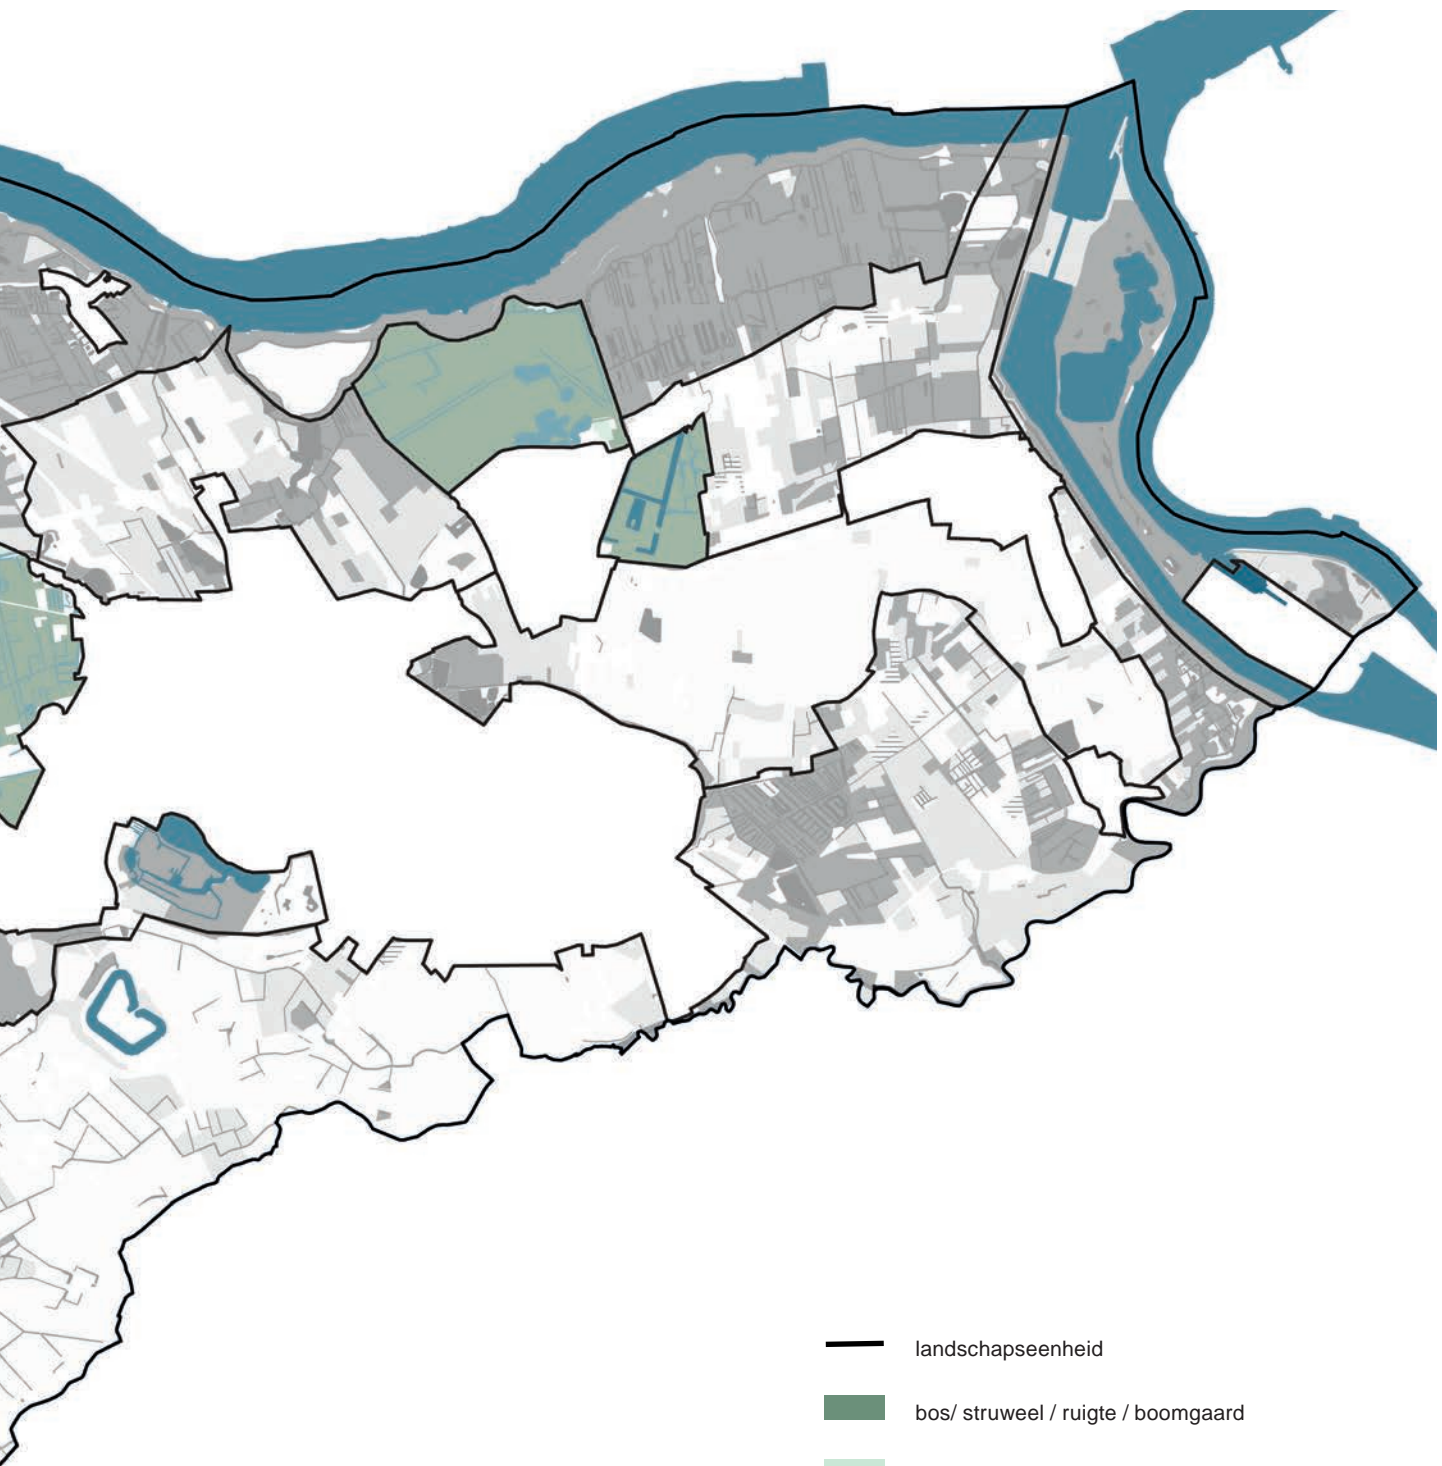 landschapseenheid
bos/ struweel / ruigte / boomgaard